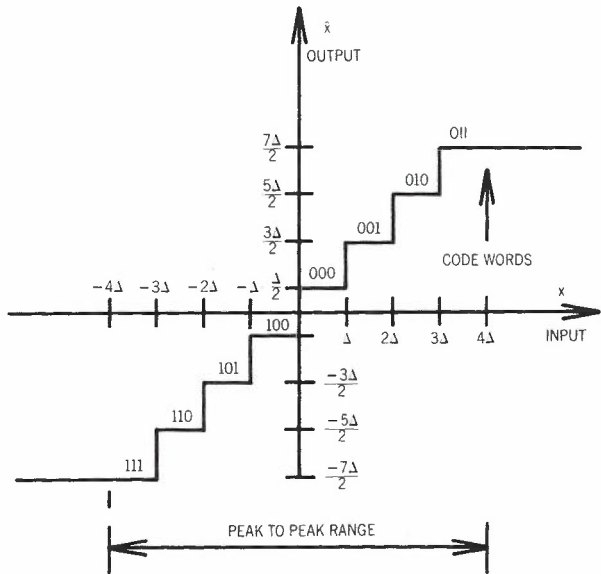 x̂
OUTPUT
7Δ/2
5Δ/2
3Δ/2
Δ/2
011
010
001
000
CODE WORDS
-4Δ -3Δ -2Δ -Δ
x
INPUT
Δ 2Δ 3Δ 4Δ
100
101
110
111
-3Δ/2
-5Δ/2
-7Δ/2
PEAK TO PEAK RANGE